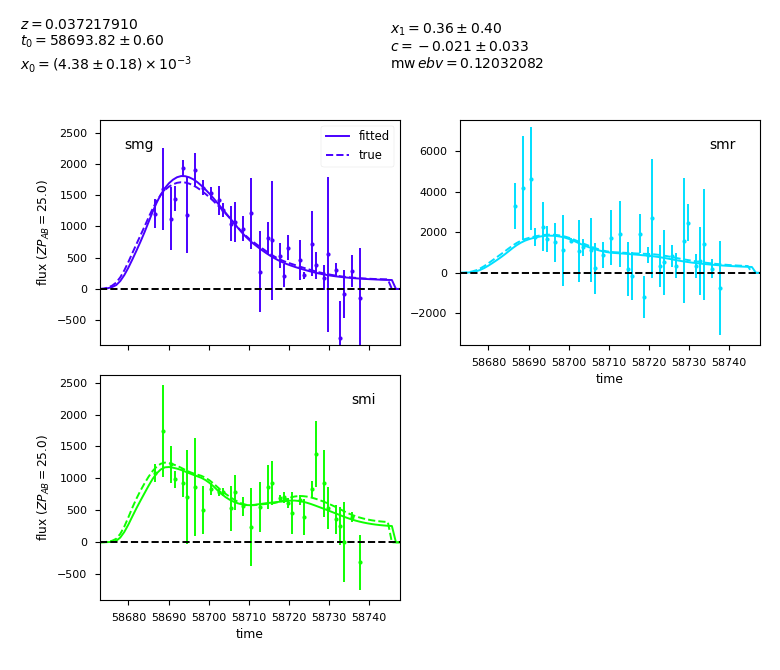 z = 0.037217910
t₀ = 58693.82 ± 0.60
x₀ = (4.38 ± 0.18) × 10⁻³
x₁ = 0.36 ± 0.40
c = −0.021 ± 0.033
mw ebv = 0.12032082
smg
fitted
true
2500
2000
1500
1000
500
0
−500
flux (ZP_AB = 25.0)
smr
6000
4000
2000
0
−2000
58680 58690 58700 58710 58720 58730 58740
time
smi
2500
2000
1500
1000
500
0
−500
flux (ZP_AB = 25.0)
58680 58690 58700 58710 58720 58730 58740
time